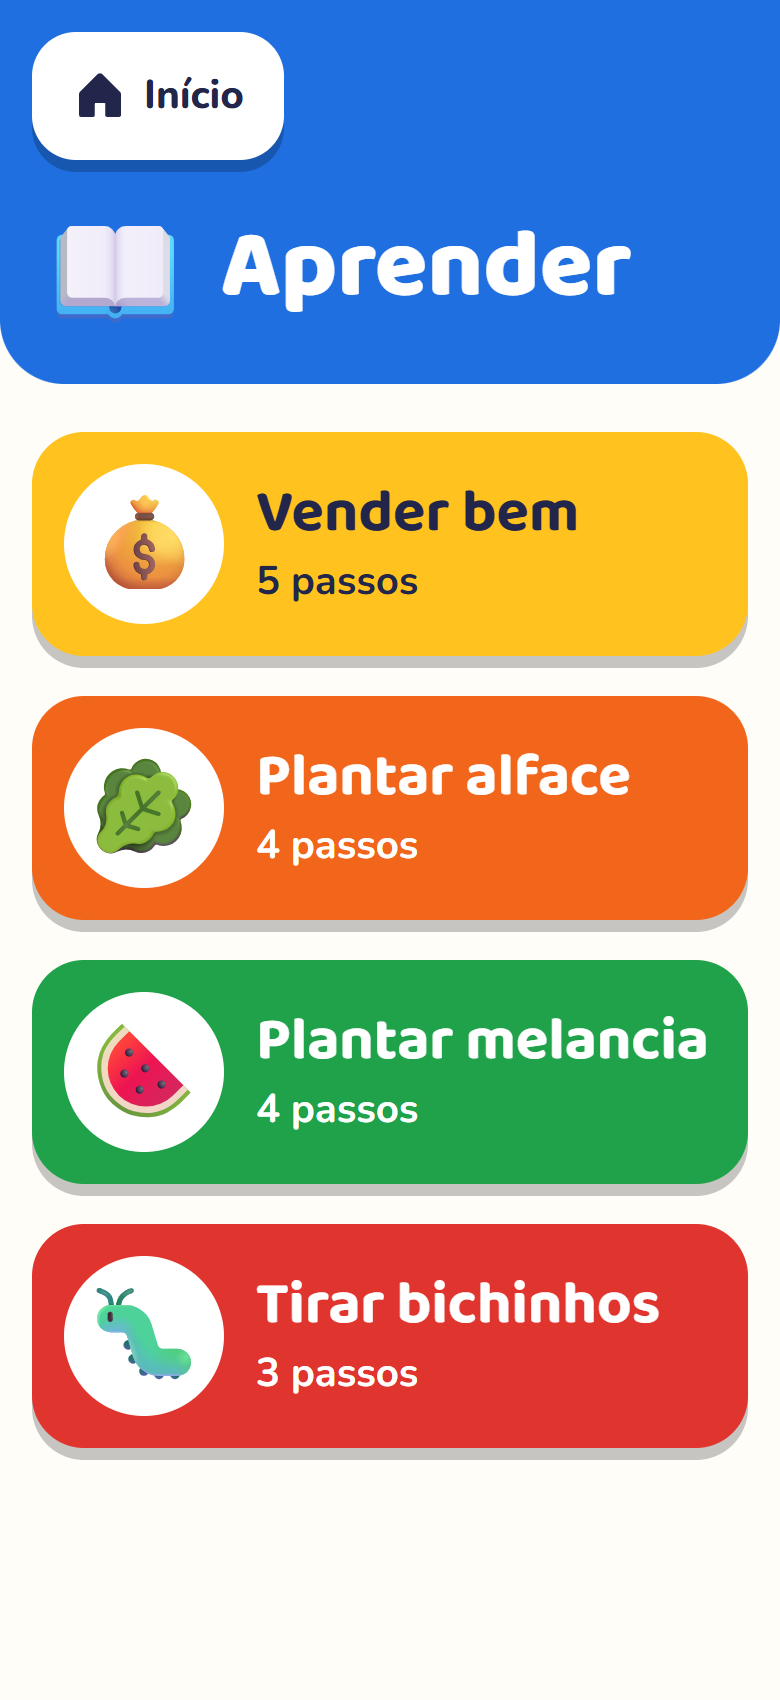 Início
Aprender
Vender bem
5 passos
Plantar alface
4 passos
Plantar melancia
4 passos
Tirar bichinhos
3 passos